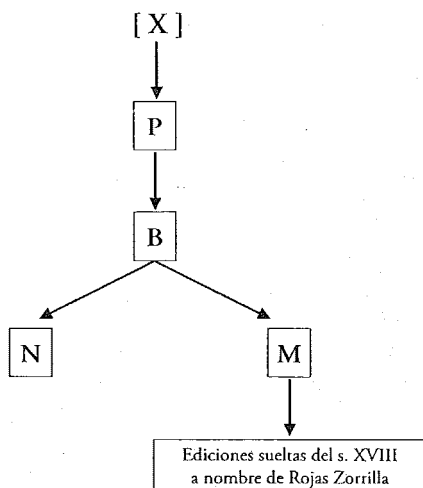 [ X ]
P
B
N
M
Ediciones sueltas del s. XVIII
a nombre de Rojas Zorrilla